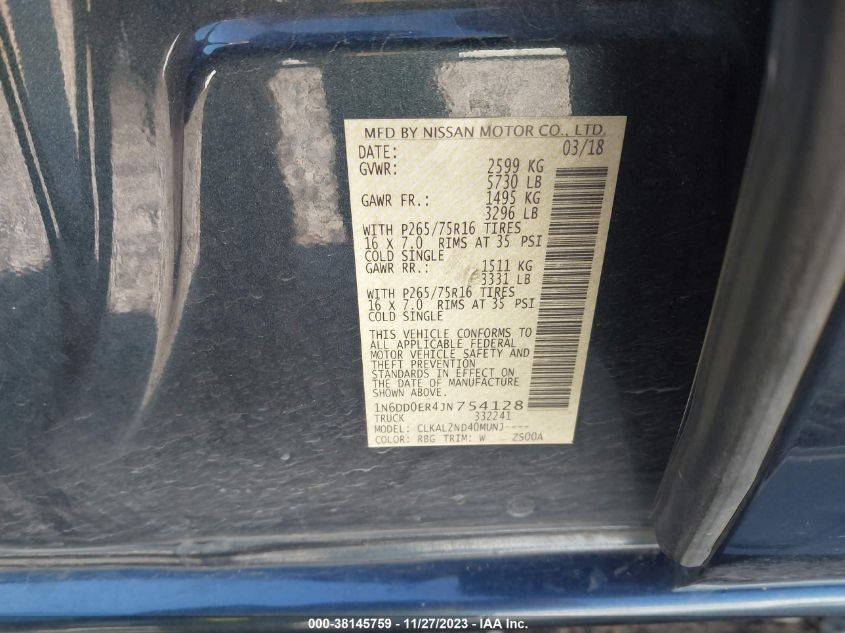 MFD BY NISSAN MOTOR CO., LTD.
DATE: 03/18
GVWR: 2599 KG
5730 LB
GAWR FR.: 1495 KG
3296 LB
WITH P265/75R16 TIRES
16 X 7.0 RIMS AT 35 PSI
COLD SINGLE
GAWR RR.: 1511 KG
3331 LB
WITH P265/75R16 TIRES
16 X 7.0 RIMS AT 35 PSI
COLD SINGLE
THIS VEHICLE CONFORMS TO
ALL APPLICABLE FEDERAL
MOTOR VEHICLE SAFETY AND
THEFT PREVENTION
STANDARDS IN EFFECT ON
THE DATE OF MANUFACTURE
SHOWN ABOVE.
1N6DD0ER4JN754128
TRUCK 332241
MODEL: CLKALZND40MUNJ----
COLOR: RBG TRIM: W ZS00A
000-38145759 - 11/27/2023 - IAA Inc.